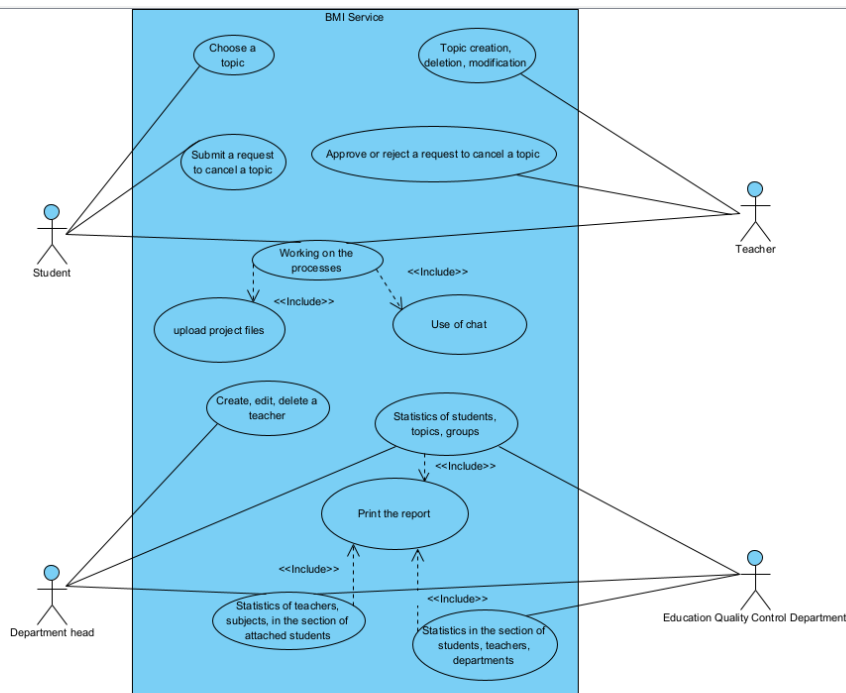 BMI Service
Choose a
topic
Topic creation,
deletion, modification
Submit a request
to cancel a topic
Approve or reject a request to cancel a topic
Student
Teacher
Working on the
processes
<<Include>>
<<Include>>
upload project files
Use of chat
Create, edit, delete a
teacher
Statistics of students,
topics, groups
<<Include>>
Print the report
<<Include>>
<<Include>>
Statistics of teachers,
subjects, in the section of
attached students
Statistics in the section of
students, teachers,
departments
Department head
Education Quality Control Department